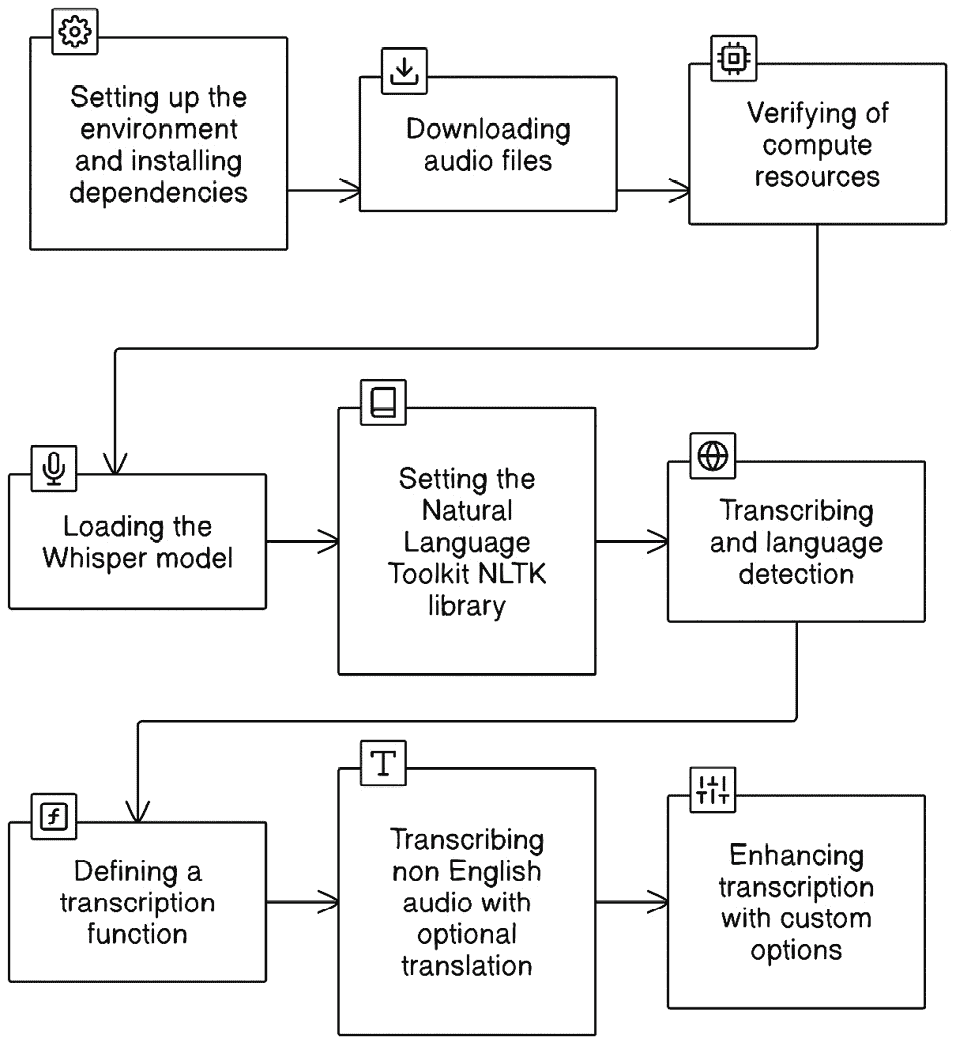 Setting up the
environment
and installing
dependencies
Downloading
audio files
Verifying of
compute
resources
Loading the
Whisper model
Setting the
Natural
Language
Toolkit NLTK
library
Transcribing
and language
detection
f
Defining a
transcription
function
T
Transcribing
non English
audio with
optional
translation
Enhancing
transcription
with custom
options